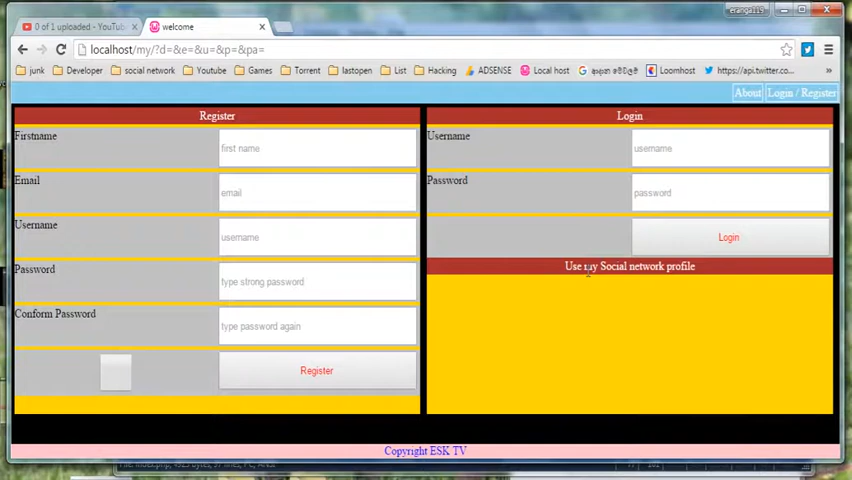 eranga119
0 of 1 uploaded - YouTub
welcome
localhost/my/?d=&e=&u=&p=&pa=
junk
Developer
social network
Youtube
Games
Torrent
lastopen
List
Hacking
ADSENSE
Local host
Loomhost
https://api.twitter.co...
»
About
Login / Register
Register
Login
Firstname
first name
Username
username
Email
email
Password
password
Username
username
Login
Password
type strong password
Use my Social network profile
Conform Password
type password again
Register
Copyright ESK TV